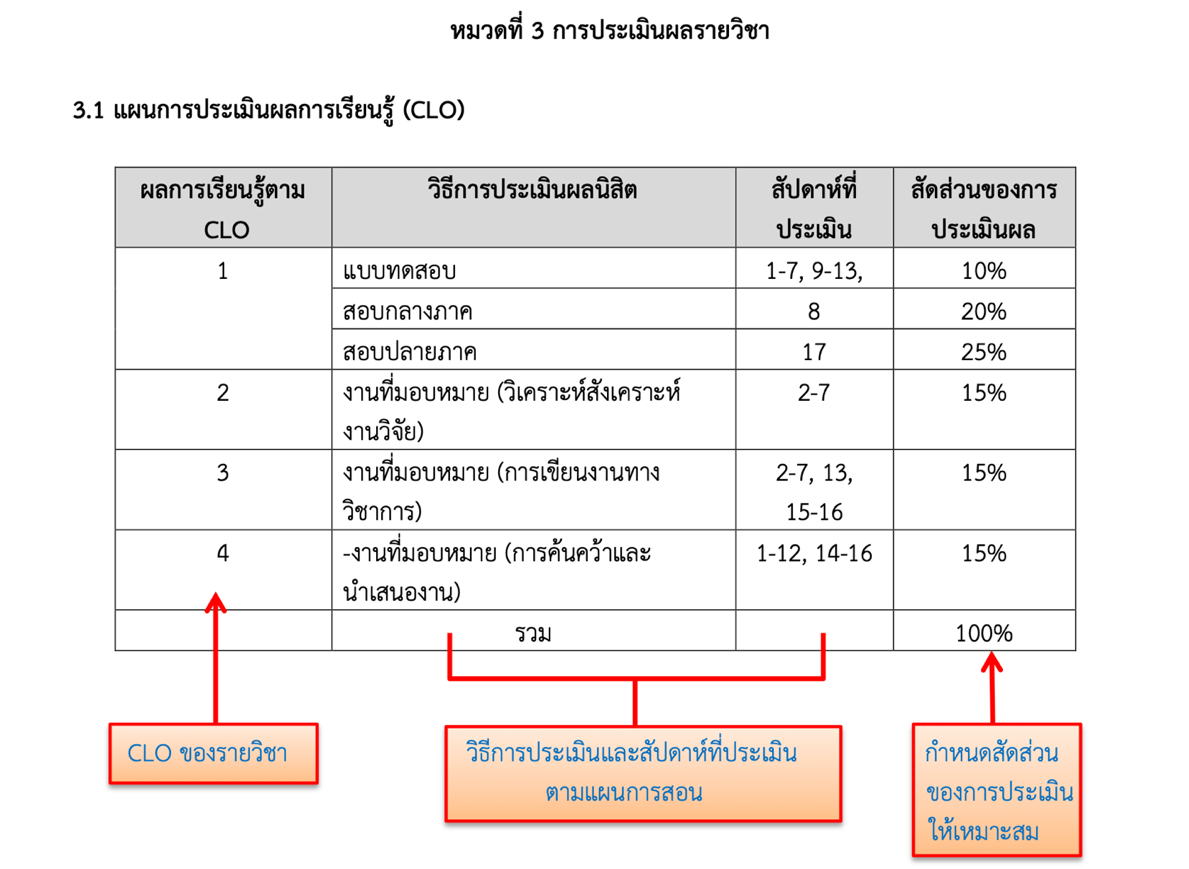 หมวดที่ 3 การประเมินผลรายวิชา
3.1 แผนการประเมินผลการเรียนรู้ (CLO)
ผลการเรียนรู้ตาม CLO วิธีการประเมินผลนิสิต สัปดาห์ที่ ประเมิน สัดส่วนของการ ประเมินผล
1 แบบทดสอบ 1-7, 9-13, 10%
สอบกลางภาค 8 20%
สอบปลายภาค 17 25%
2 งานที่มอบหมาย (วิเคราะห์สังเคราะห์ 2-7 15%
งานวิจัย)
3 งานที่มอบหมาย (การเขียนงานทาง 2-7, 13, 15%
วิชาการ) 15-16
4 -งานที่มอบหมาย (การค้นคว้าและ 1-12, 14-16 15%
นำเสนองาน)
รวม 100%
CLO ของรายวิชา
วิธีการประเมินและสัปดาห์ที่ประเมิน
ตามแผนการสอน
กำหนดสัดส่วน
ของการประเมิน
ให้เหมาะสม